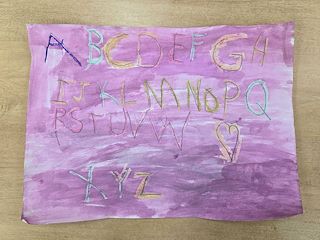 ABCDEFGH
IJKLMNOPQ
RSTUVW
XYZ